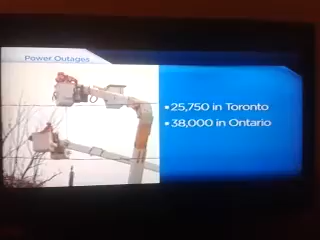 Power Outages
• 25,750 in Toronto
• 38,000 in Ontario